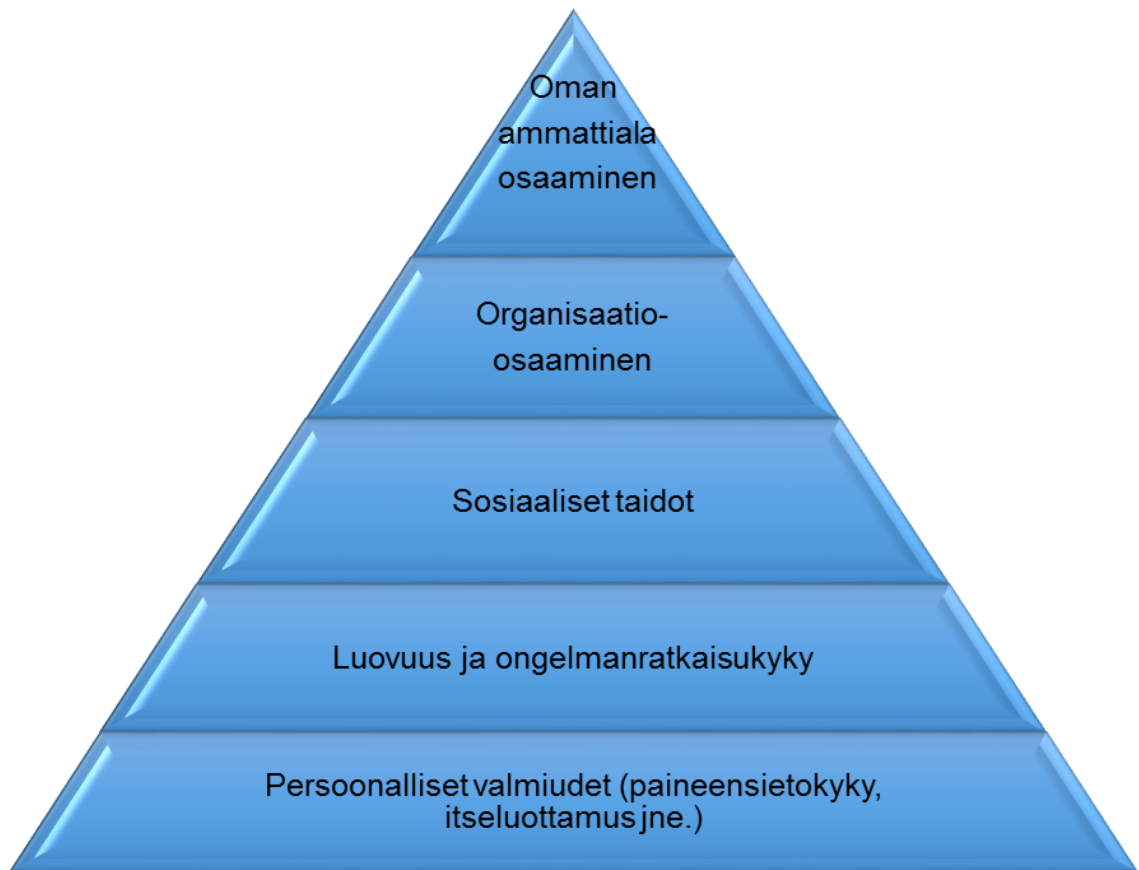 Oman
ammattiala
osaaminen
Organisaatio-
osaaminen
Sosiaaliset taidot
Luovuus ja ongelmanratkaisukyky
Persoonalliset valmiudet (paineensietokyky,
itseluottamus jne.)